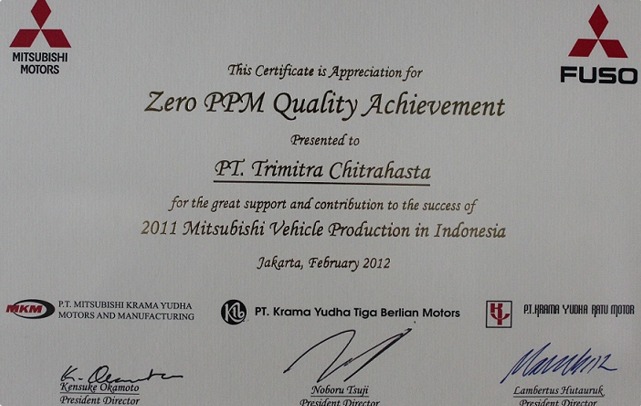 MITSUBISHI
MOTORS
FUSO
This Certificate is Appreciation for
Zero PPM Quality Achievement
Presented to
PT. Trimitra Chitrahasta
for the great support and contribution to the success of
2011 Mitsubishi Vehicle Production in Indonesia
Jakarta, February 2012
MKM P.T. MITSUBISHI KRAMA YUDHA
MOTORS AND MANUFACTURING
PT. Krama Yudha Tiga Berlian Motors
P.T. KRAMA YUDHA RATU MOTOR
Kensuke Okamoto
President Director
Noboru Tsuji
President Director
Lambertus Hutauruk
President Director